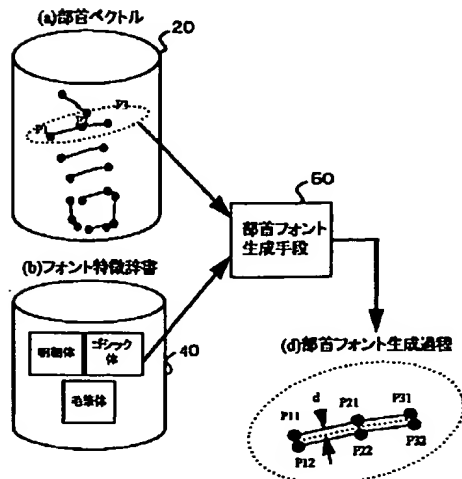 (a)部首ベクトル
20
P1
P3
60
部首フォント
生成手段
(b)フォント特徴辞書
40
明朝体
ゴシック
体
毛筆体
(d)部首フォント生成過程
d
P11
P21
P31
P12
P22
P32